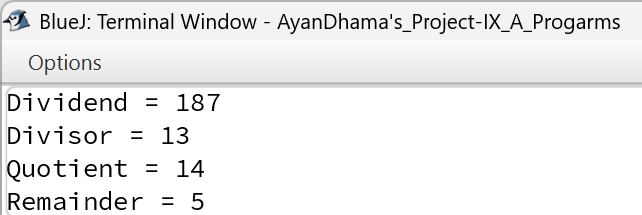 BlueJ: Terminal Window - AyanDhama's_Project-IX_A_Progarms
Options
Dividend = 187
Divisor = 13
Quotient = 14
Remainder = 5